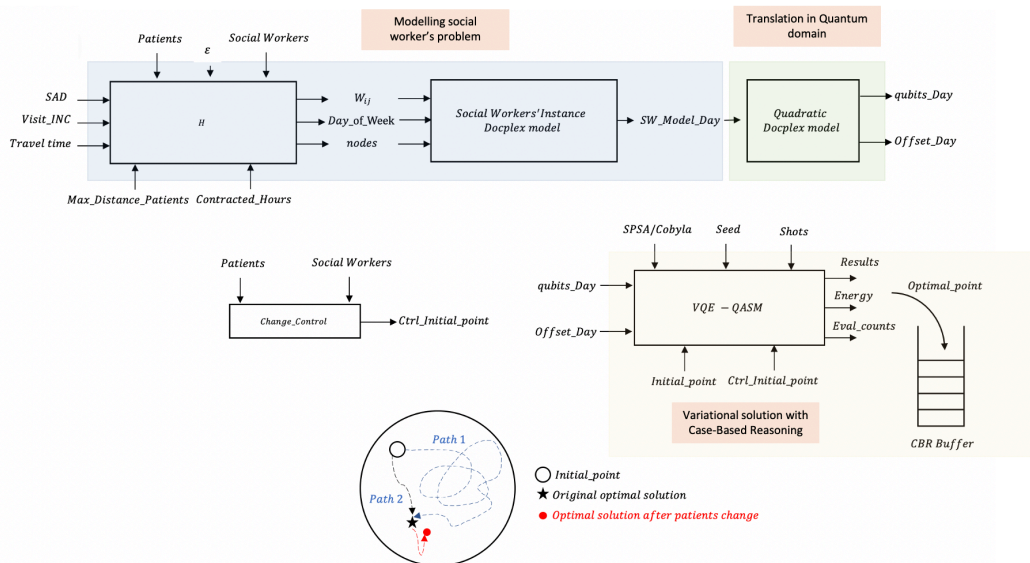 Modelling social
worker's problem
Translation in Quantum
domain
Patients
ε
Social Workers
SAD
Visit_INC
Travel time
H
W_{ij}
Day_of_Week
nodes
Social Workers' Instance
Docplex model
SW_Model_Day
Quadratic
Docplex model
qubits_Day
Offset_Day
Max_Distance_Patients
Contracted_Hours
Patients
Social Workers
Change_Control
Ctrl_Initial_point
SPSA/Cobyla
Seed
Shots
qubits_Day
Offset_Day
VQE − QASM
Results
Energy
Eval_counts
Optimal_point
Initial_point
Ctrl_Initial_point
Variational solution with
Case-Based Reasoning
CBR Buffer
Path 1
Path 2
Initial_point
Original optimal solution
Optimal solution after patients change